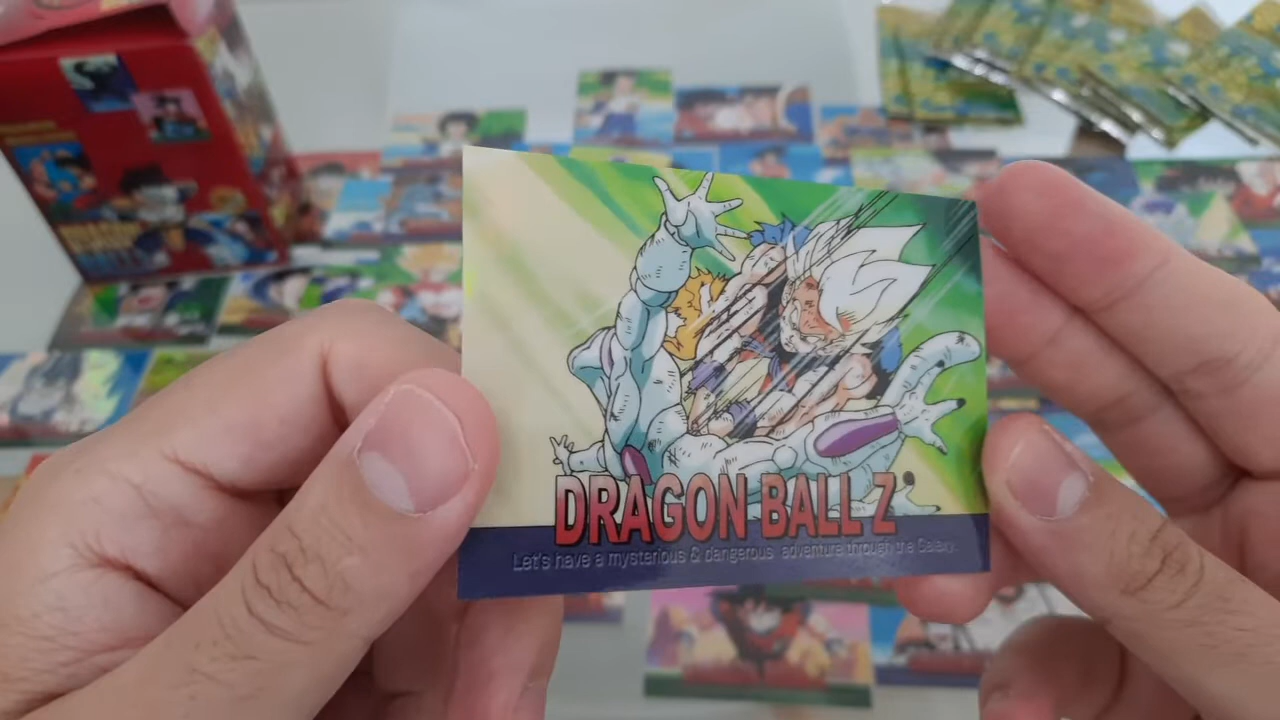 DRAGON BALL Z
Let's have a mysterious & dangerous adventure through the Galaxy.